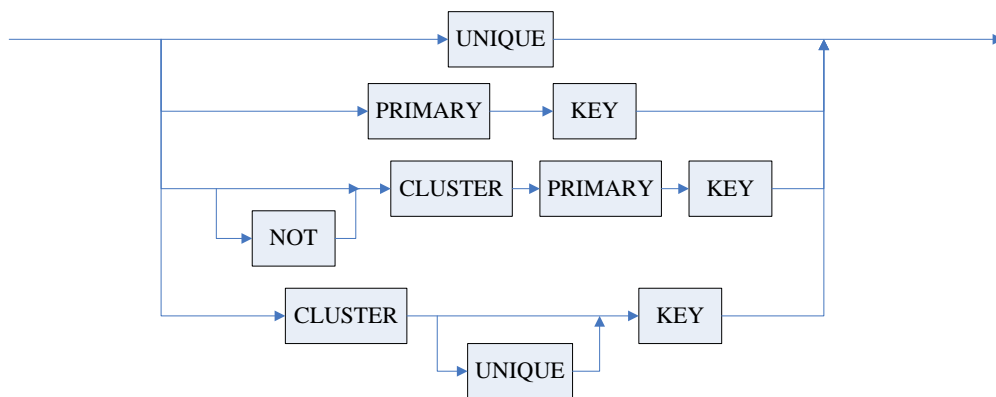 UNIQUE
PRIMARY KEY
CLUSTER PRIMARY KEY
NOT
CLUSTER KEY
UNIQUE